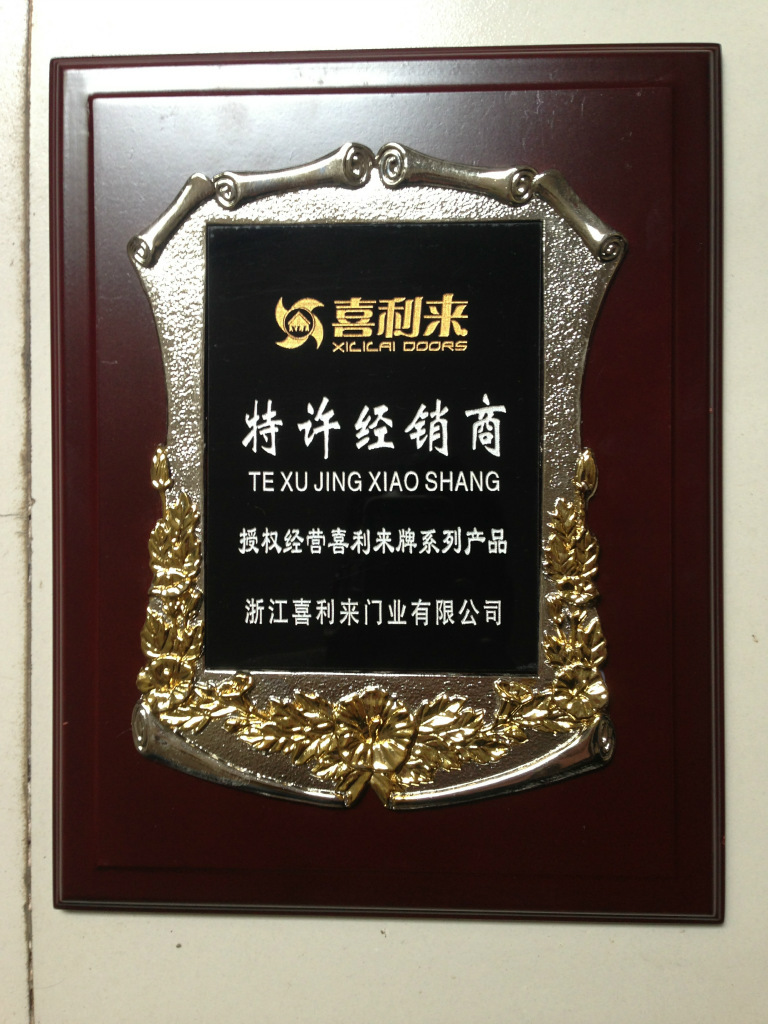 喜利来
XILILAI DOORS
特许经销商
TE XU JING XIAO SHANG
授权经营喜利来牌系列产品
浙江喜利来门业有限公司